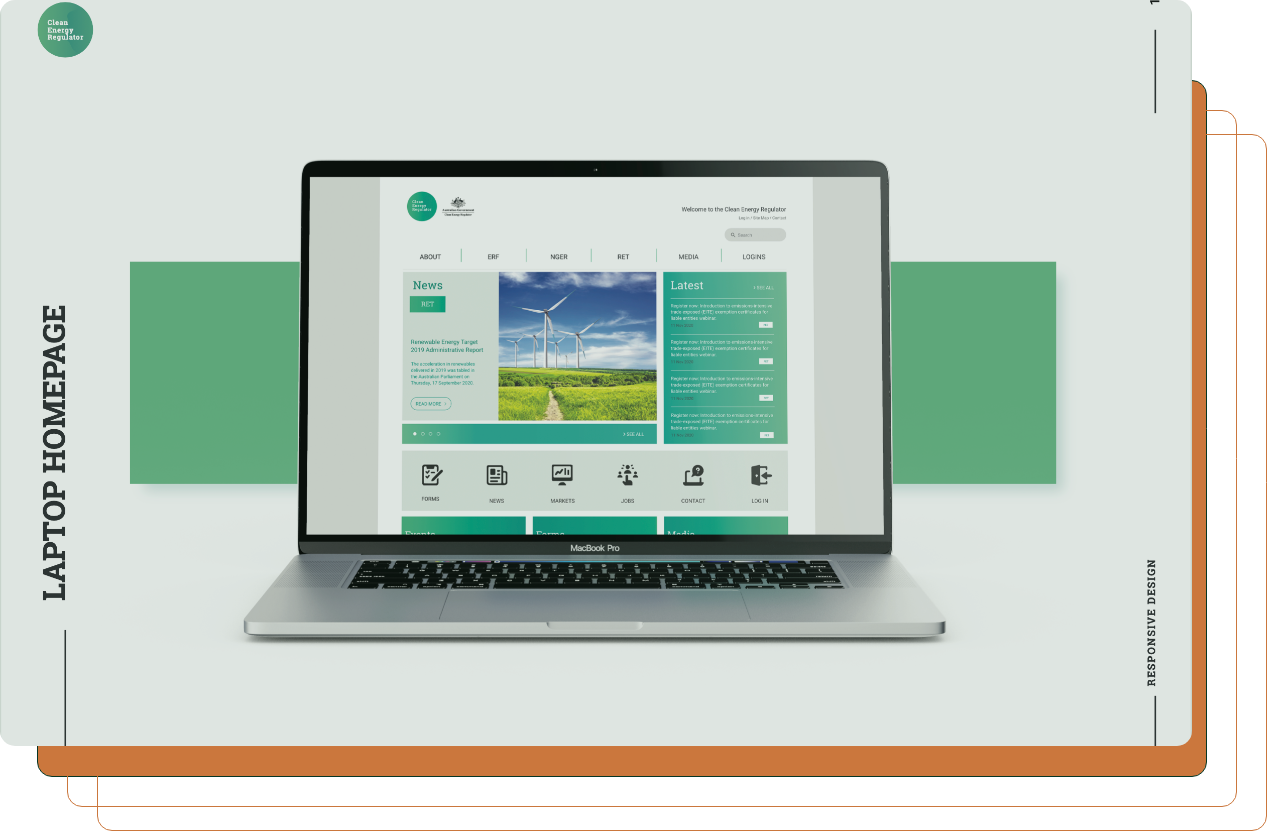 Clean
Energy
Regulator
LAPTOP HOMEPAGE
RESPONSIVE DESIGN
Clean
Energy
Regulator
Australian Government
Clean Energy Regulator
Welcome to the Clean Energy Regulator
Log in / Site Map / Contact
Search
ABOUT
ERF
NGER
RET
MEDIA
LOGINS
News
RET
Renewable Energy Target
2019 Administrative Report
The acceleration in renewables
delivered in 2019 was tabled in
the Australian Parliament on
Thursday, 17 September 2020.
READ MORE >
> SEE ALL
Latest
> SEE ALL
Register now: Introduction to emissions-intensive
trade-exposed (EITE) exemption certificates for
liable entities webinar.
Register now: Introduction to emissions-intensive
trade-exposed (EITE) exemption certificates for
liable entities webinar.
Register now: Introduction to emissions-intensive
trade-exposed (EITE) exemption certificates for
liable entities webinar.
Register now: Introduction to emissions-intensive
trade-exposed (EITE) exemption certificates for
liable entities webinar.
FORMS
NEWS
MARKETS
JOBS
CONTACT
LOG IN
Events
Forms
Media
MacBook Pro